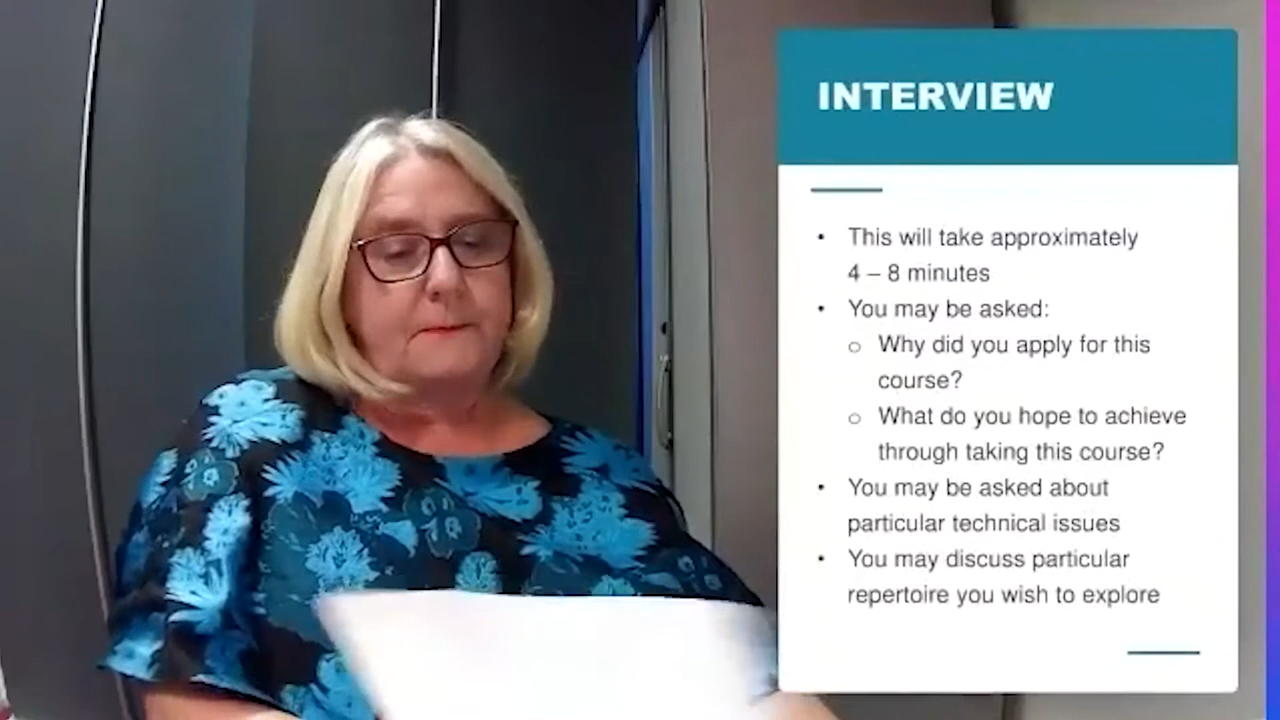 INTERVIEW
• This will take approximately
4 – 8 minutes
• You may be asked:
o Why did you apply for this
course?
o What do you hope to achieve
through taking this course?
• You may be asked about
particular technical issues
• You may discuss particular
repertoire you wish to explore